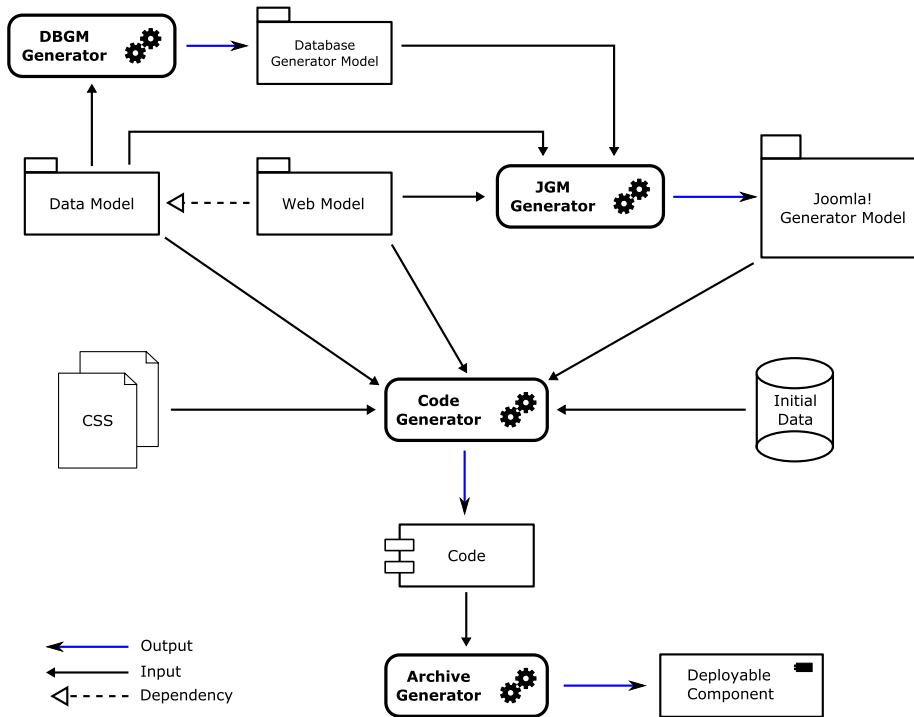 DBGM
Generator
Database
Generator Model
Data Model
Web Model
JGM
Generator
Joomla!
Generator Model
CSS
Code
Generator
Initial
Data
Code
Output
Input
Dependency
Archive
Generator
Deployable
Component